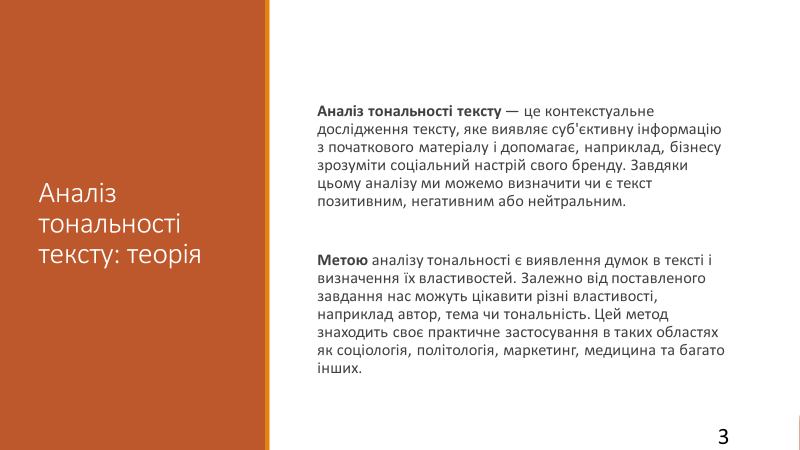 Аналіз
тональності
тексту: теорія
Аналіз тональності тексту — це контекстуальне
дослідження тексту, яке виявляє суб'єктивну інформацію
з початкового матеріалу і допомагає, наприклад, бізнесу
зрозуміти соціальний настрій свого бренду. Завдяки
цьому аналізу ми можемо визначити чи є текст
позитивним, негативним або нейтральним.
Метою аналізу тональності є виявлення думок в тексті і
визначення їх властивостей. Залежно від поставленого
завдання нас можуть цікавити різні властивості,
наприклад автор, тема чи тональність. Цей метод
знаходить своє практичне застосування в таких областях
як соціологія, політологія, маркетинг, медицина та багато
інших.
3